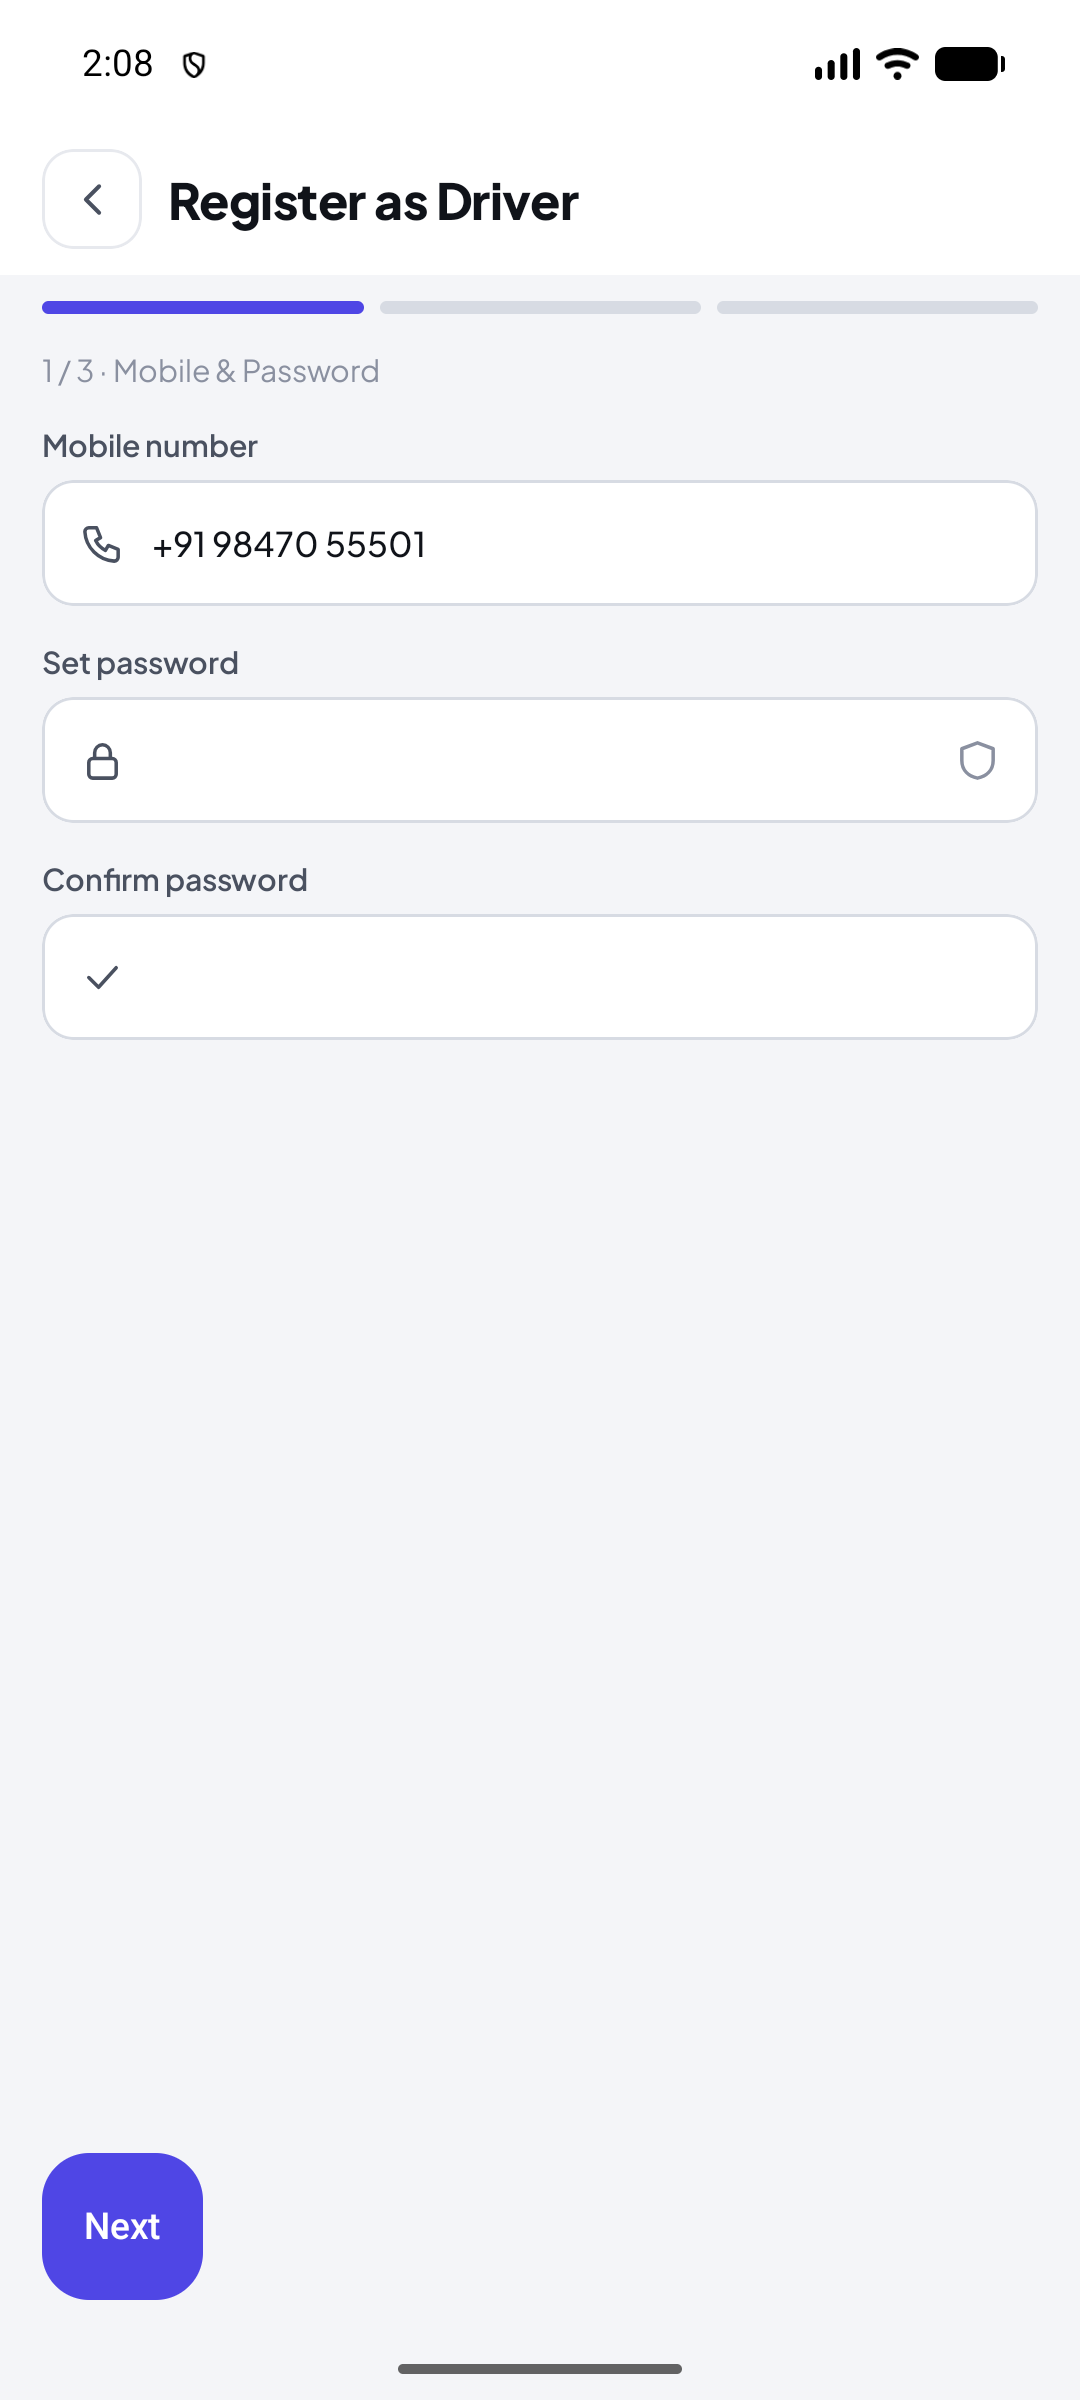 2:08
Register as Driver
1 / 3 · Mobile & Password
Mobile number
+91 98470 55501
Set password
Confirm password
Next